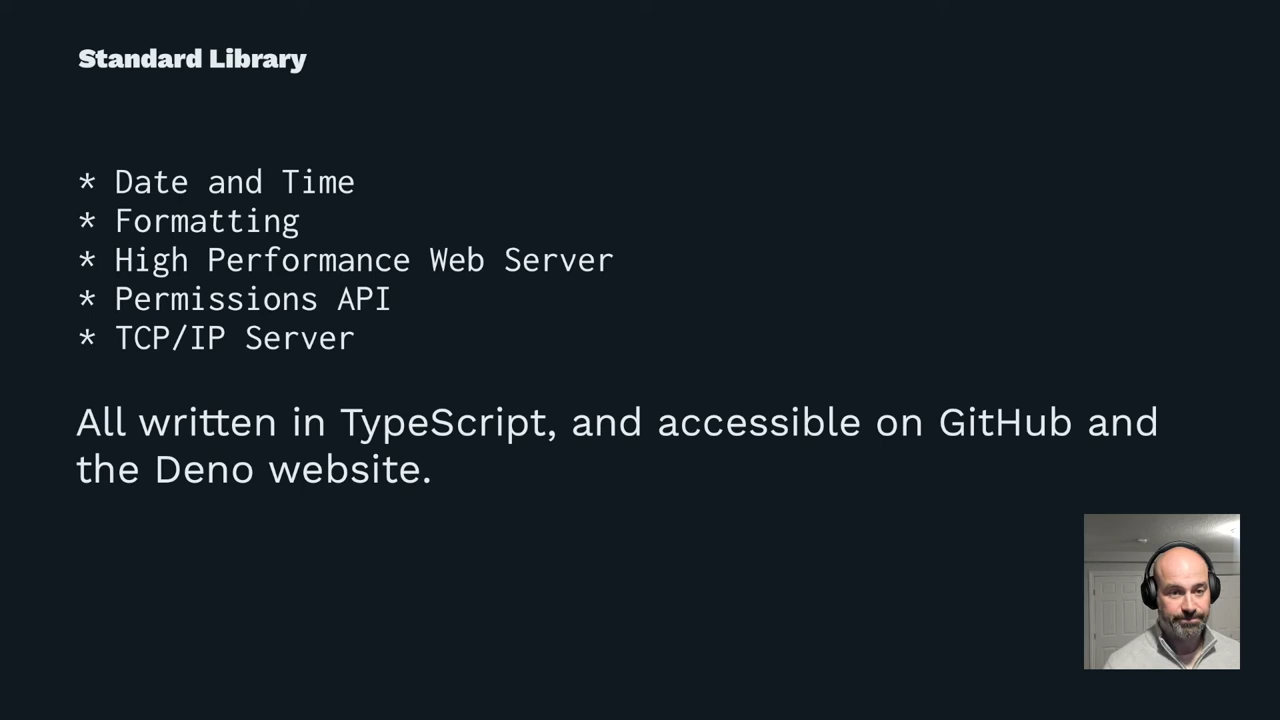 Standard Library
* Date and Time
* Formatting
* High Performance Web Server
* Permissions API
* TCP/IP Server
All written in TypeScript, and accessible on GitHub and
the Deno website.